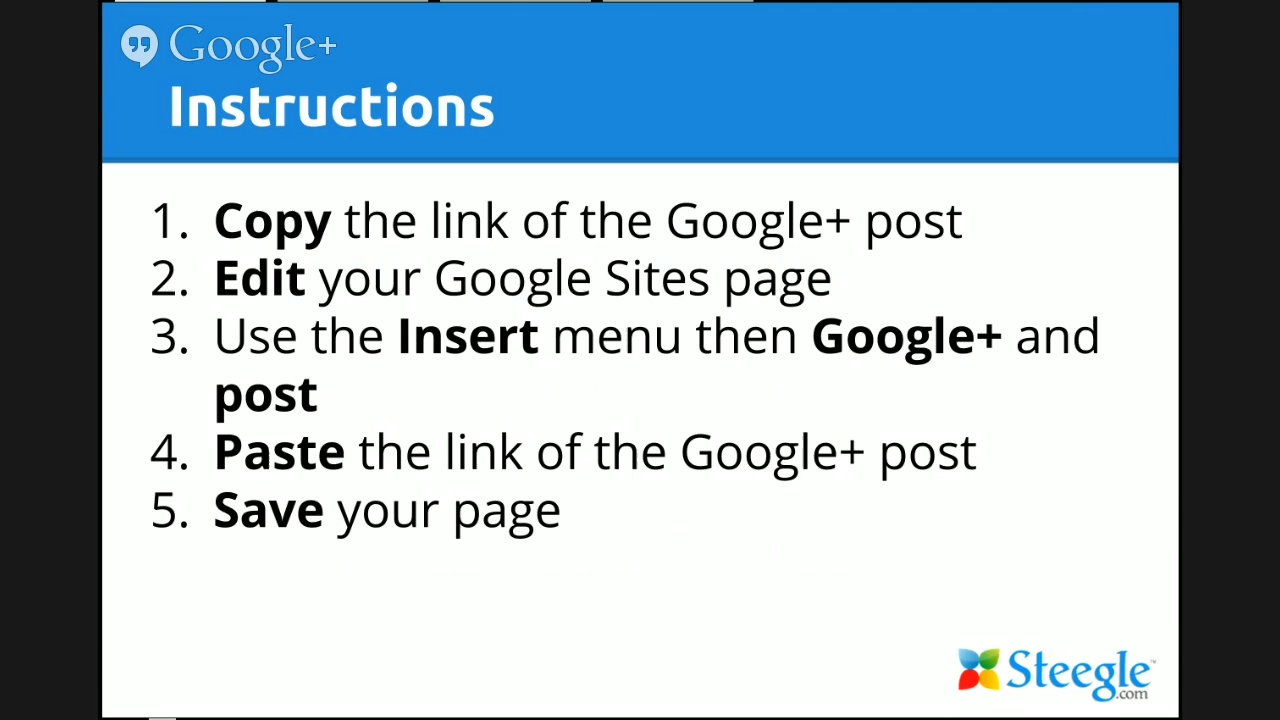 Google+
Instructions
1. Copy the link of the Google+ post
2. Edit your Google Sites page
3. Use the Insert menu then Google+ and
post
4. Paste the link of the Google+ post
5. Save your page
Steegle™
.com